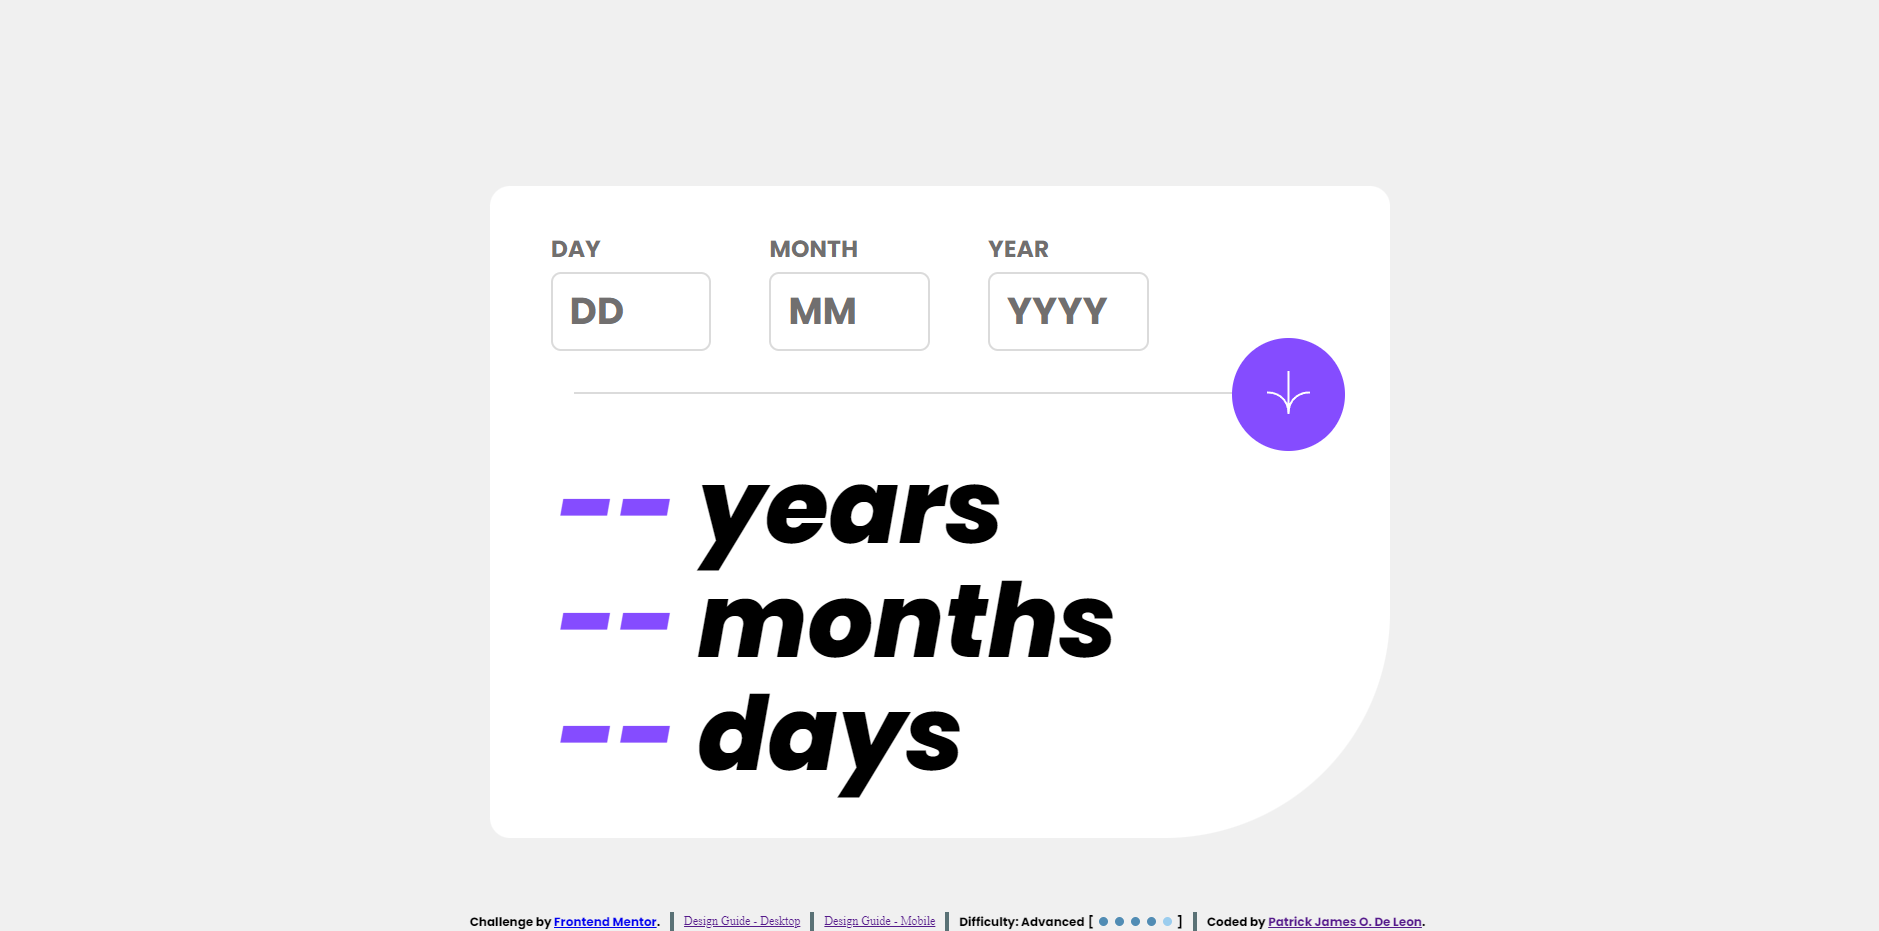 DAY MONTH YEAR
DD MM YYYY
-- years
-- months
-- days
Challenge by Frontend Mentor. Design Guide - Desktop Design Guide - Mobile Difficulty: Advanced [ ] Coded by Patrick James O. De Leon.